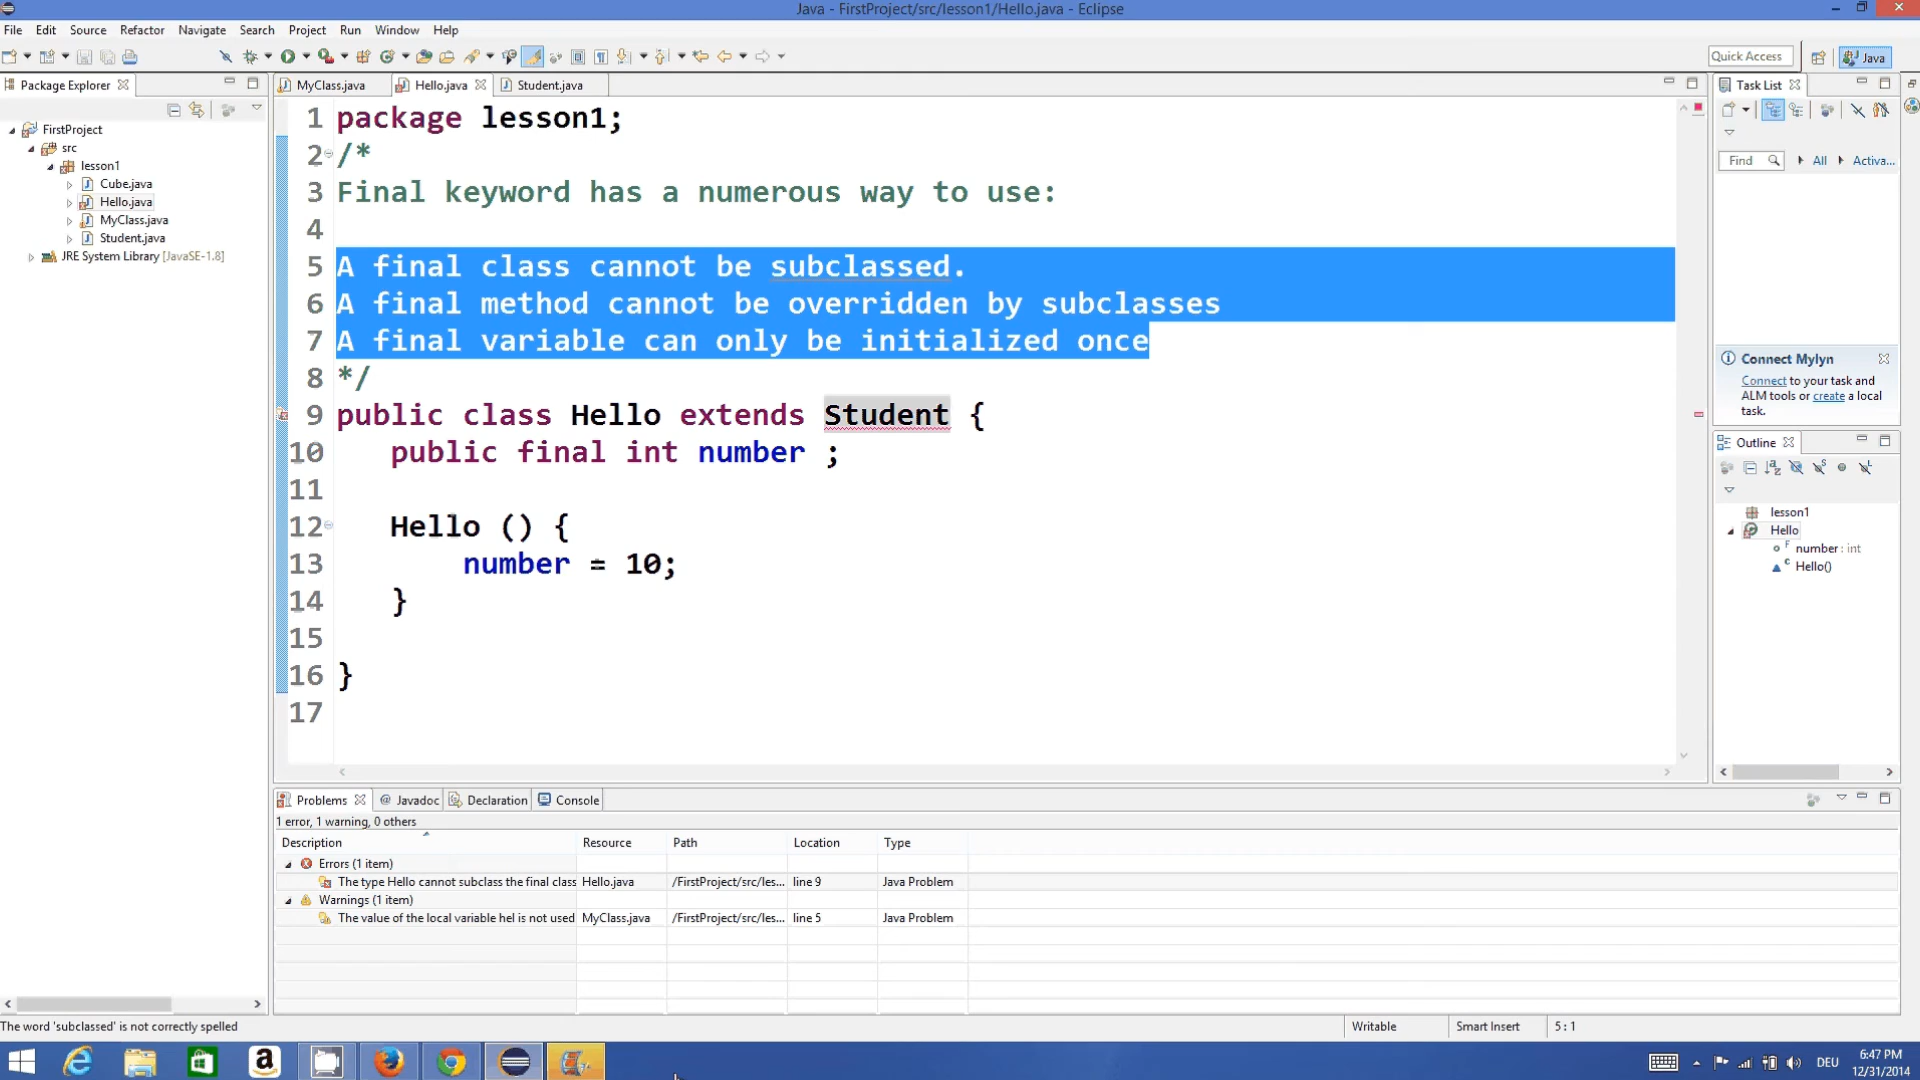 Java - FirstProject/src/lesson1/Hello.java - Eclipse
File Edit Source Refactor Navigate Search Project Run Window Help
Quick Access
Java
Package Explorer
MyClass.java
Hello.java
Student.java
Task List
FirstProject
src
lesson1
Cube.java
Hello.java
MyClass.java
Student.java
JRE System Library [JavaSE-1.8]
1 package lesson1;
2 /*
3 Final keyword has a numerous way to use:
4
5 A final class cannot be subclassed.
6 A final method cannot be overridden by subclasses
7 A final variable can only be initialized once
8 */
9 public class Hello extends Student {
10 public final int number ;
11
12 Hello () {
13 number = 10;
14 }
15
16 }
17
Find
All
Activa...
Connect Mylyn
Connect to your task and
ALM tools or create a local
task.
Outline
lesson1
Hello
F number : int
C Hello()
Problems
@ Javadoc
Declaration
Console
1 error, 1 warning, 0 others
Description Resource Path Location Type
Errors (1 item)
The type Hello cannot subclass the final class Hello.java /FirstProject/src/les... line 9 Java Problem
Warnings (1 item)
The value of the local variable hel is not used MyClass.java /FirstProject/src/les... line 5 Java Problem
The word 'subclassed' is not correctly spelled
Writable
Smart Insert
5 : 1
DEU
6:47 PM
12/31/2014